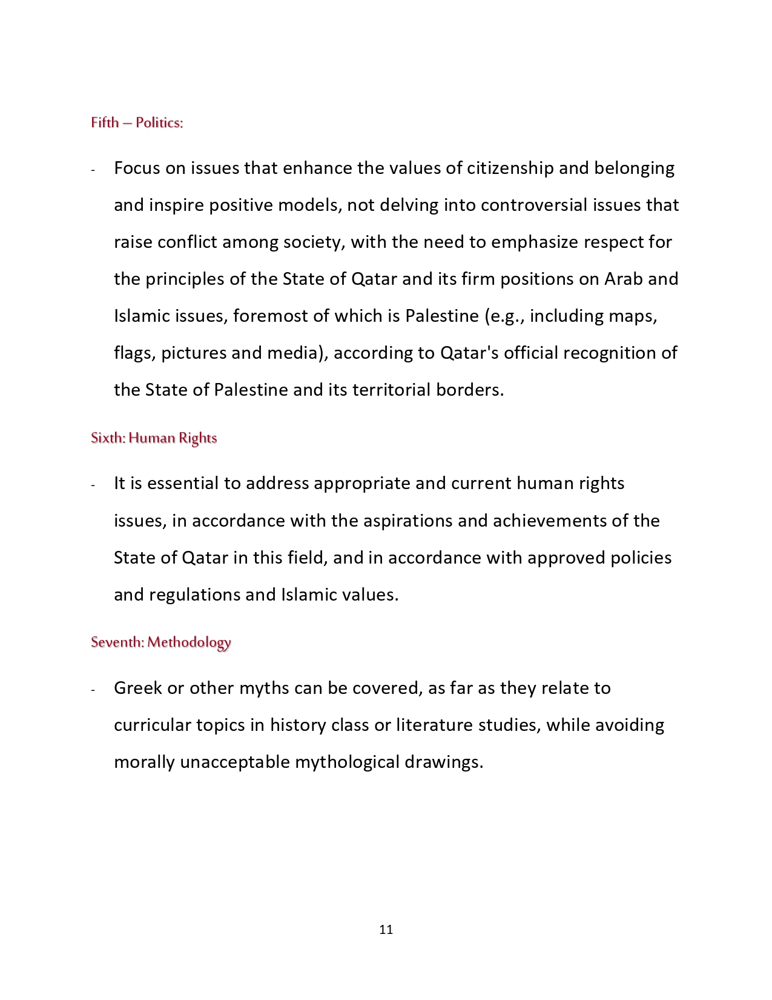 Fifth – Politics:
- Focus on issues that enhance the values of citizenship and belonging
and inspire positive models, not delving into controversial issues that
raise conflict among society, with the need to emphasize respect for
the principles of the State of Qatar and its firm positions on Arab and
Islamic issues, foremost of which is Palestine (e.g., including maps,
flags, pictures and media), according to Qatar's official recognition of
the State of Palestine and its territorial borders.
Sixth: Human Rights
- It is essential to address appropriate and current human rights
issues, in accordance with the aspirations and achievements of the
State of Qatar in this field, and in accordance with approved policies
and regulations and Islamic values.
Seventh: Methodology
- Greek or other myths can be covered, as far as they relate to
curricular topics in history class or literature studies, while avoiding
morally unacceptable mythological drawings.
11